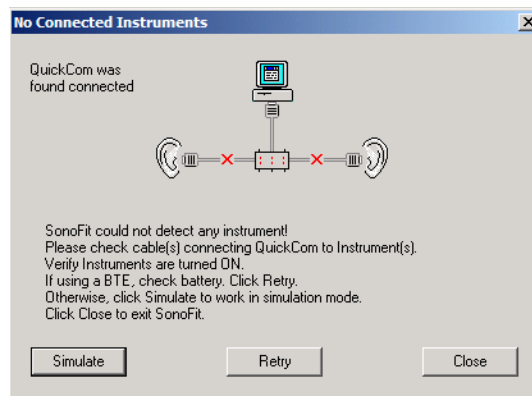 No Connected Instruments
QuickCom was
found connected
SonoFit could not detect any instrument!
Please check cable(s) connecting QuickCom to Instrument(s).
Verify Instruments are turned ON.
If using a BTE, check battery. Click Retry.
Otherwise, click Simulate to work in simulation mode.
Click Close to exit SonoFit.
Simulate
Retry
Close